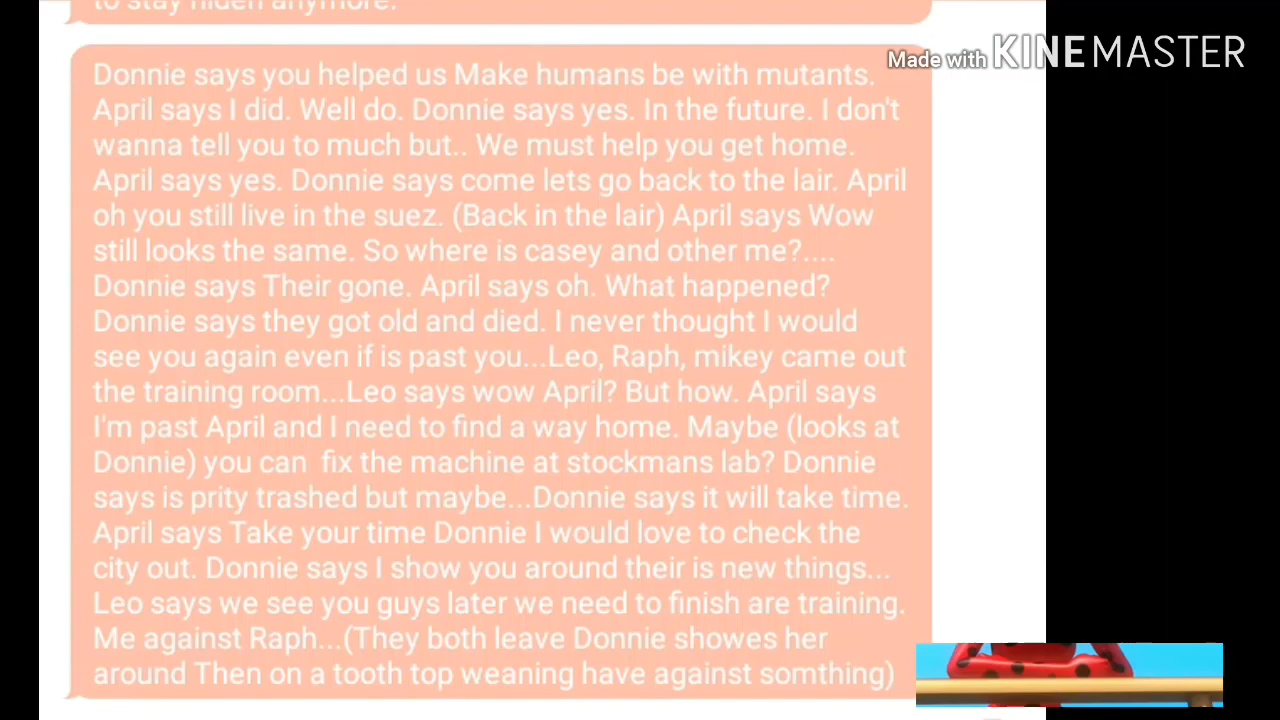 to stay hiden anymore.
Made with KINEMASTER
Donnie says you helped us Make humans be with mutants.
April says I did. Well do. Donnie says yes. In the future. I don't
wanna tell you to much but.. We must help you get home.
April says yes. Donnie says come lets go back to the lair. April
oh you still live in the suez. (Back in the lair) April says Wow
still looks the same. So where is casey and other me?....
Donnie says Their gone. April says oh. What happened?
Donnie says they got old and died. I never thought I would
see you again even if is past you...Leo, Raph, mikey came out
the training room...Leo says wow April? But how. April says
I'm past April and I need to find a way home. Maybe (looks at
Donnie) you can  fix the machine at stockmans lab? Donnie
says is prity trashed but maybe...Donnie says it will take time.
April says Take your time Donnie I would love to check the
city out. Donnie says I show you around their is new things...
Leo says we see you guys later we need to finish are training.
Me against Raph...(They both leave Donnie showes her
around Then on a tooth top weaning have against somthing)